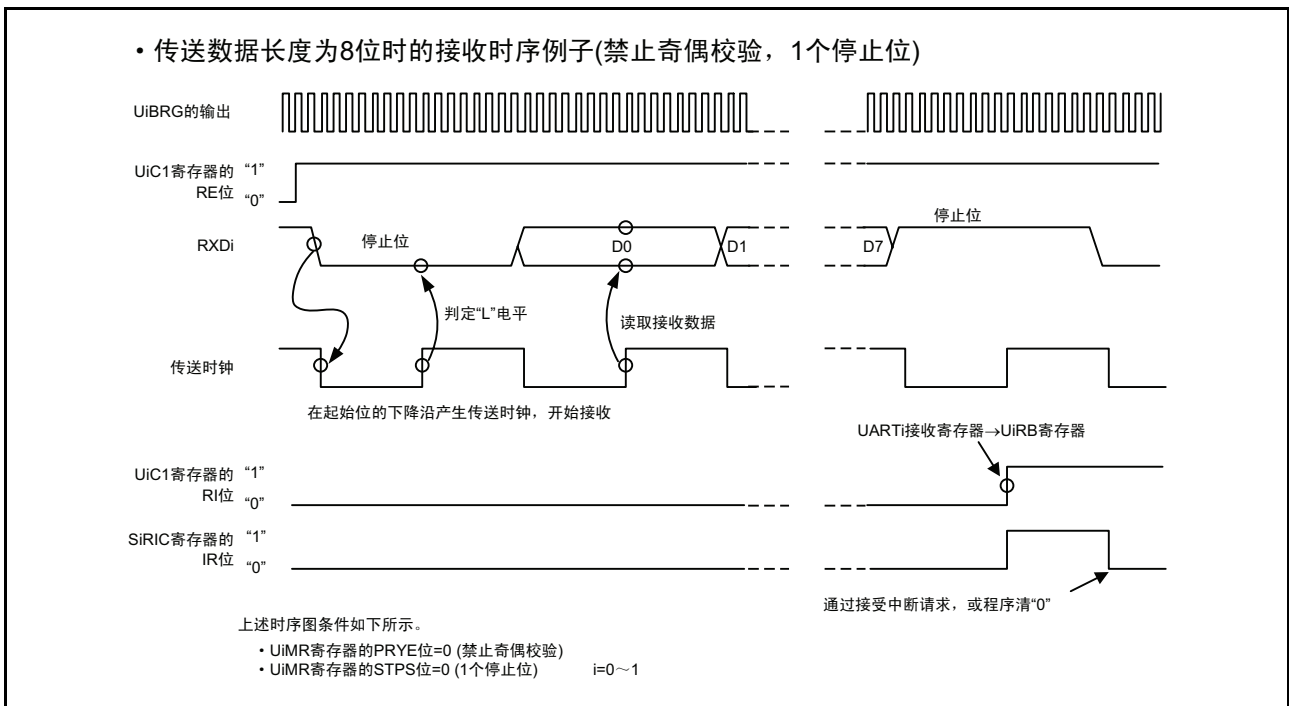 ・传送数据长度为8位时的接收时序例子(禁止奇偶校验，1个停止位)
UiBRG的输出
UiC1寄存器的 “1”
RE位 “0”
RXDi
停止位
D0
D1
D7
停止位
判定“L”电平
读取接收数据
传送时钟
在起始位的下降沿产生传送时钟，开始接收
UARTi接收寄存器→UiRB寄存器
UiC1寄存器的 “1”
RI位 “0”
SiRIC寄存器的 “1”
IR位 “0”
通过接受中断请求，或程序清“0”
上述时序图条件如下所示。
・UiMR寄存器的PRYE位=0 (禁止奇偶校验)
・UiMR寄存器的STPS位=0 (1个停止位) i=0～1